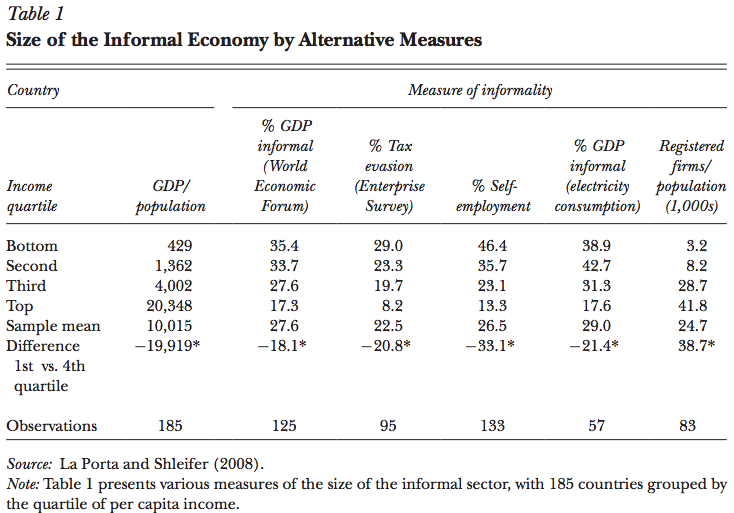 Table 1
Size of the Informal Economy by Alternative Measures
Country Measure of informality
Income quartile GDP/ population % GDP informal (World Economic Forum) % Tax evasion (Enterprise Survey) % Self-employment % GDP informal (electricity consumption) Registered firms/ population (1,000s)
Bottom 429 35.4 29.0 46.4 38.9 3.2
Second 1,362 33.7 23.3 35.7 42.7 8.2
Third 4,002 27.6 19.7 23.1 31.3 28.7
Top 20,348 17.3 8.2 13.3 17.6 41.8
Sample mean 10,015 27.6 22.5 26.5 29.0 24.7
Difference −19,919* −18.1* −20.8* −33.1* −21.4* 38.7*
1st vs. 4th
quartile
Observations 185 125 95 133 57 83
Source: La Porta and Shleifer (2008).
Note: Table 1 presents various measures of the size of the informal sector, with 185 countries grouped by
the quartile of per capita income.